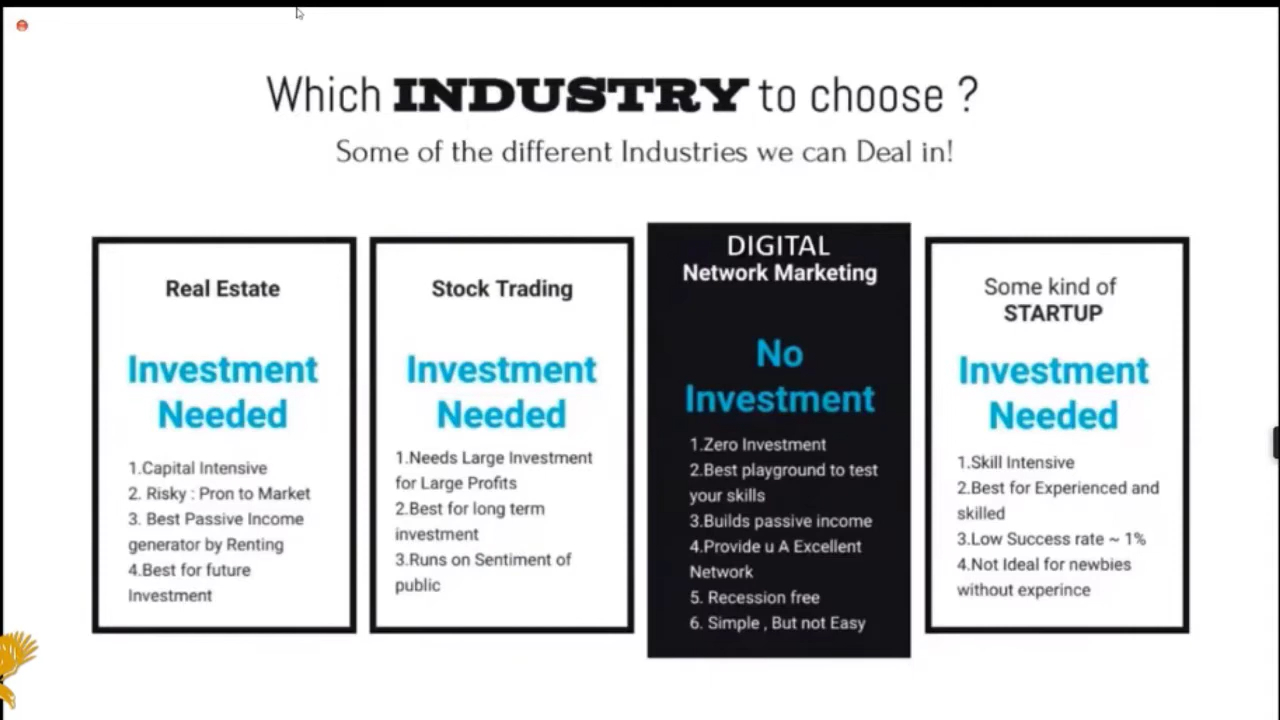 Which INDUSTRY to choose ?
Some of the different Industries we can Deal in!
Real Estate
Investment
Needed
1.Capital Intensive
2. Risky : Pron to Market
3. Best Passive Income
generator by Renting
4.Best for future
Investment
Stock Trading
Investment
Needed
1.Needs Large Investment
for Large Profits
2.Best for long term
investment
3.Runs on Sentiment of
public
DIGITAL
Network Marketing
No
Investment
1.Zero Investment
2.Best playground to test
your skills
3.Builds passive income
4.Provide u A Excellent
Network
5. Recession free
6. Simple , But not Easy
Some kind of
STARTUP
Investment
Needed
1.Skill Intensive
2.Best for Experienced and
skilled
3.Low Success rate ~ 1%
4.Not Ideal for newbies
without experince